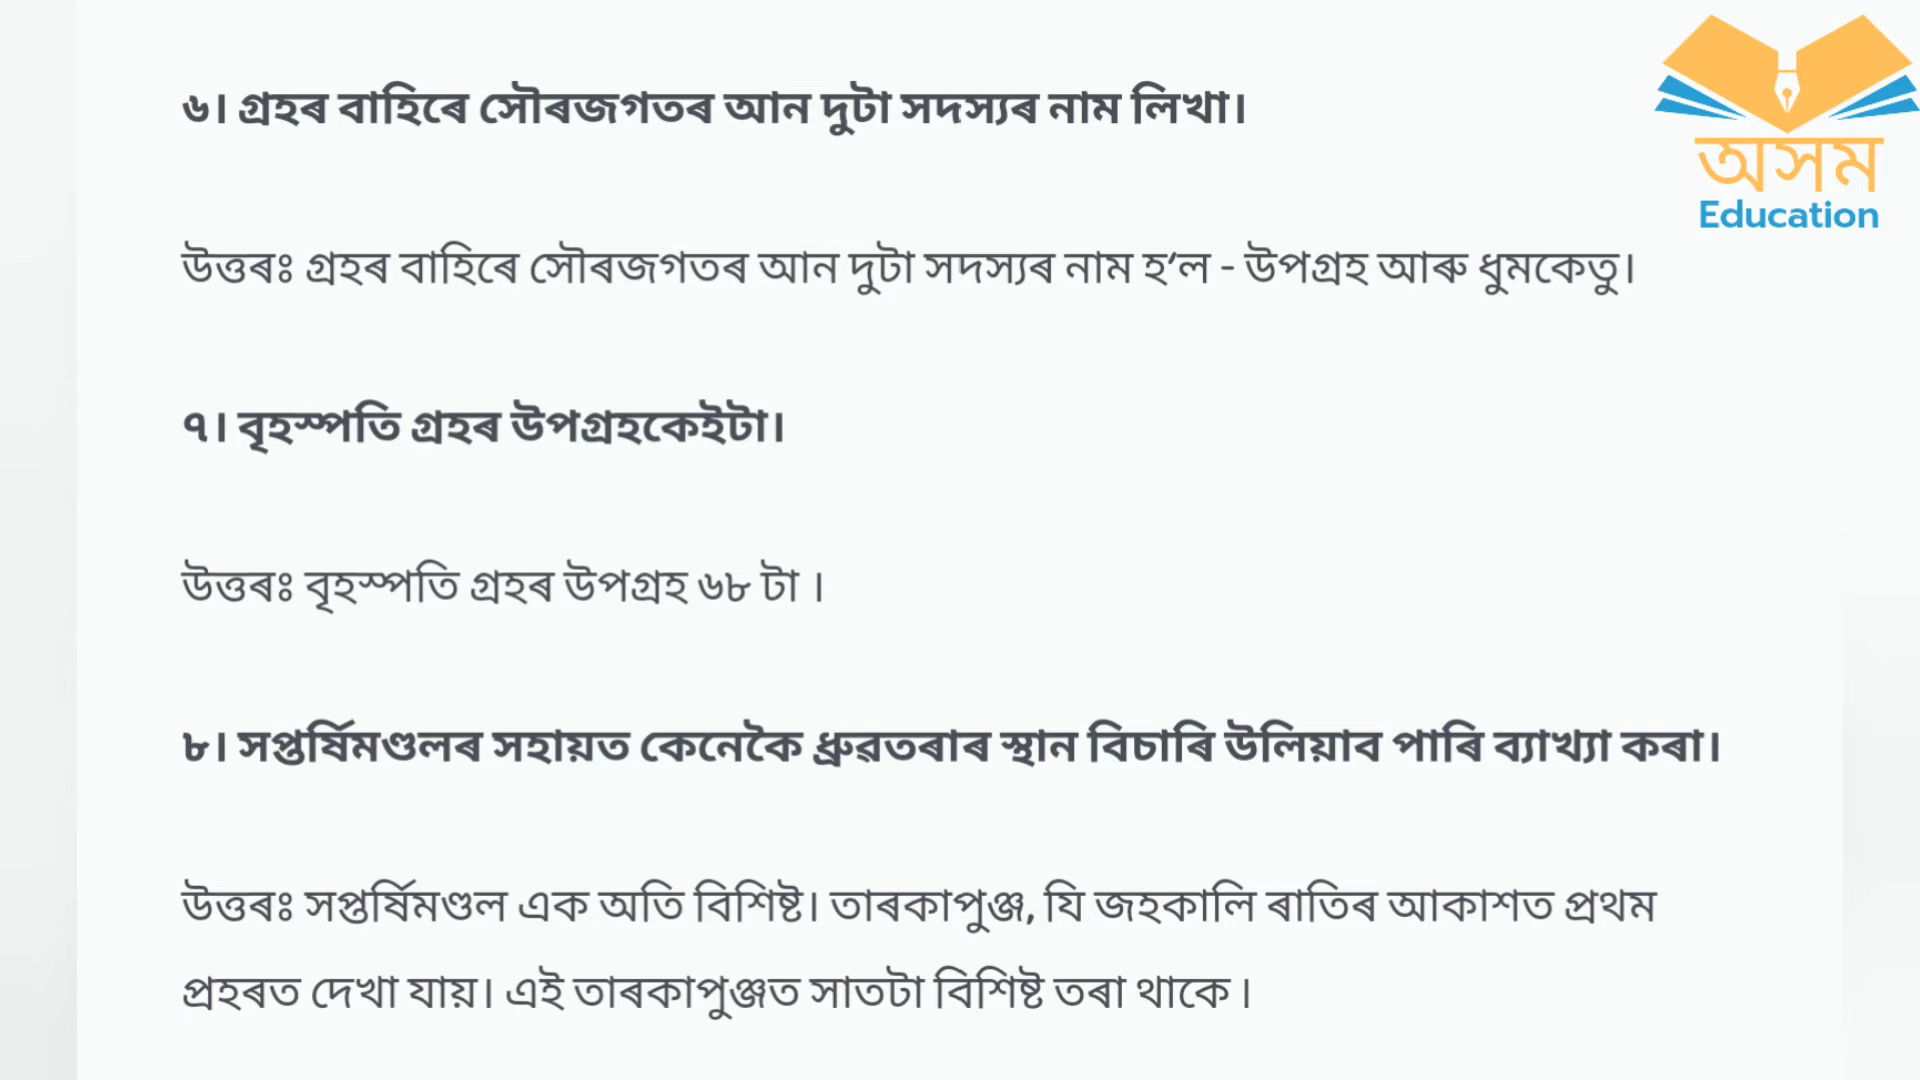 ৬। গ্ৰহৰ বাহিৰে সৌৰজগতৰ আন দুটা সদস্যৰ নাম লিখা।
অসম
Education
উত্তৰঃ গ্ৰহৰ বাহিৰে সৌৰজগতৰ আন দুটা সদস্যৰ নাম হ’ল - উপগ্ৰহ আৰু ধুমকেতু।
৭। বৃহস্পতি গ্ৰহৰ উপগ্ৰহকেইটা।
উত্তৰঃ বৃহস্পতি গ্ৰহৰ উপগ্ৰহ ৬৮ টা ।
৮। সপ্তৰ্ষিমণ্ডলৰ সহায়ত কেনেকৈ ধ্ৰুৱতৰাৰ স্থান বিচাৰি উলিয়াব পাৰি ব্যাখ্যা কৰা।
উত্তৰঃ সপ্তৰ্ষিমণ্ডল এক অতি বিশিষ্ট। তাৰকাপুঞ্জ, যি জহকালি ৰাতিৰ আকাশত প্ৰথম
প্ৰহৰত দেখা যায়। এই তাৰকাপুঞ্জত সাতটা বিশিষ্ট তৰা থাকে ।